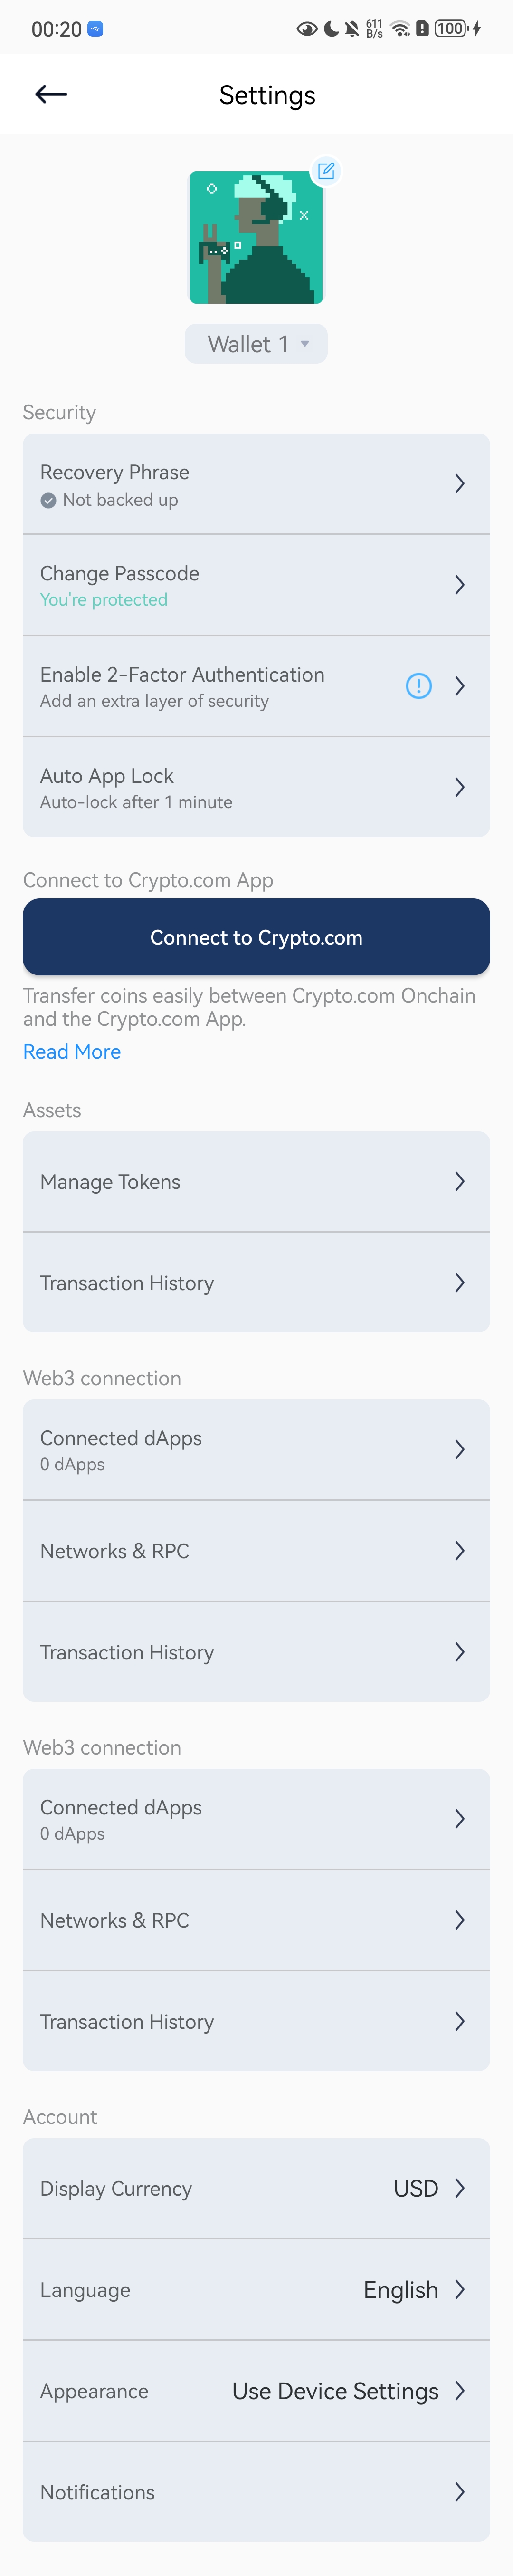 00:20
611
B/s
100
Settings
Wallet 1
Security
Recovery Phrase
Not backed up
Change Passcode
You're protected
Enable 2-Factor Authentication
Add an extra layer of security
Auto App Lock
Auto-lock after 1 minute
Connect to Crypto.com App
Connect to Crypto.com
Transfer coins easily between Crypto.com Onchain
and the Crypto.com App.
Read More
Assets
Manage Tokens
Transaction History
Web3 connection
Connected dApps
0 dApps
Networks & RPC
Transaction History
Web3 connection
Connected dApps
0 dApps
Networks & RPC
Transaction History
Account
Display Currency USD
Language English
Appearance Use Device Settings
Notifications